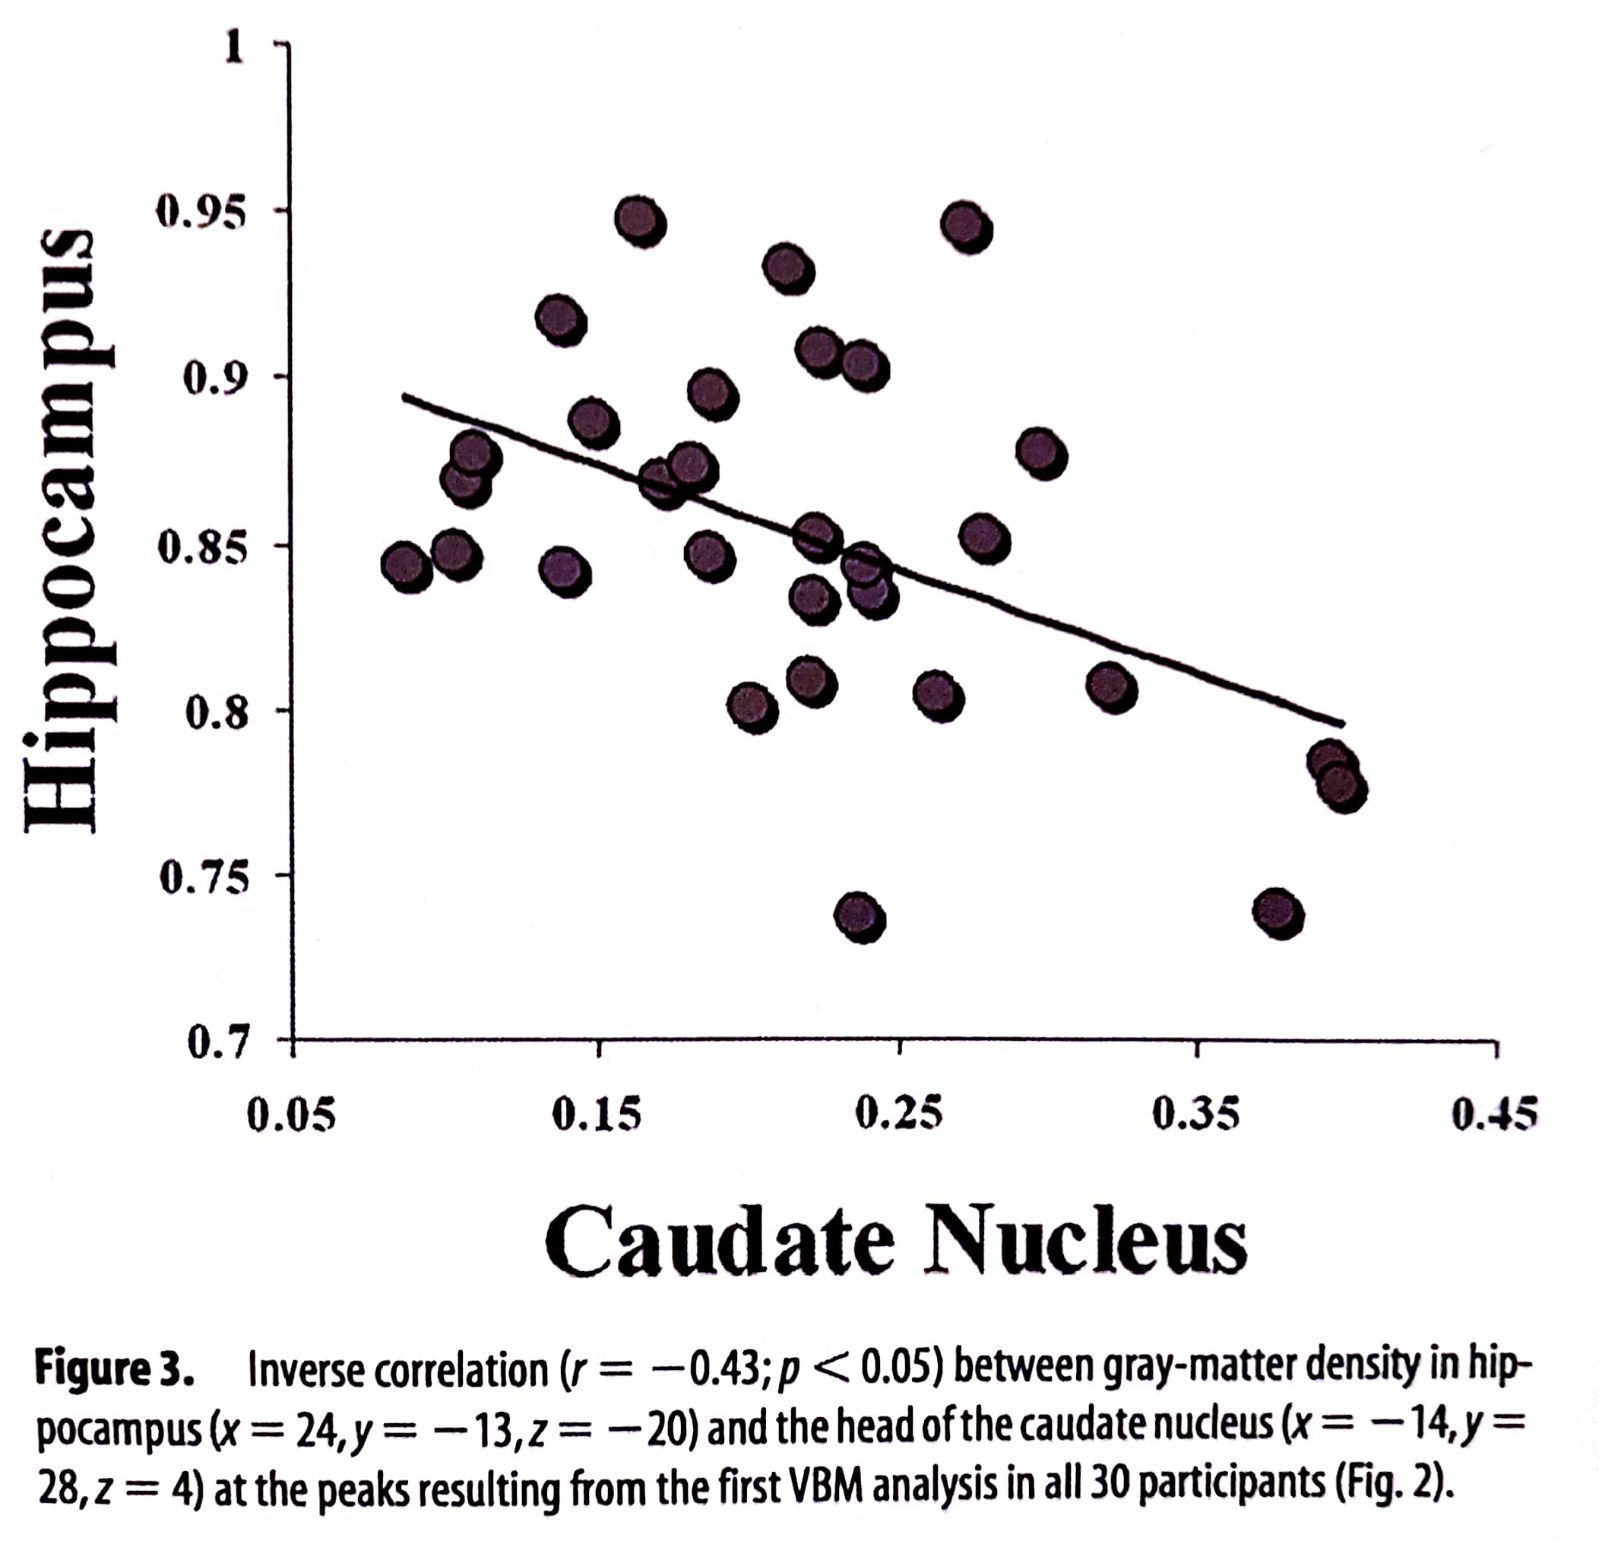 1
0.95
0.9
0.85
0.8
0.75
0.7
Hippocampus
0.05 0.15 0.25 0.35 0.45
Caudate Nucleus
Figure 3. Inverse correlation (r = −0.43; p < 0.05) between gray-matter density in hip-
pocampus (x = 24, y = −13, z = −20) and the head of the caudate nucleus (x = −14, y =
28, z = 4) at the peaks resulting from the first VBM analysis in all 30 participants (Fig. 2).